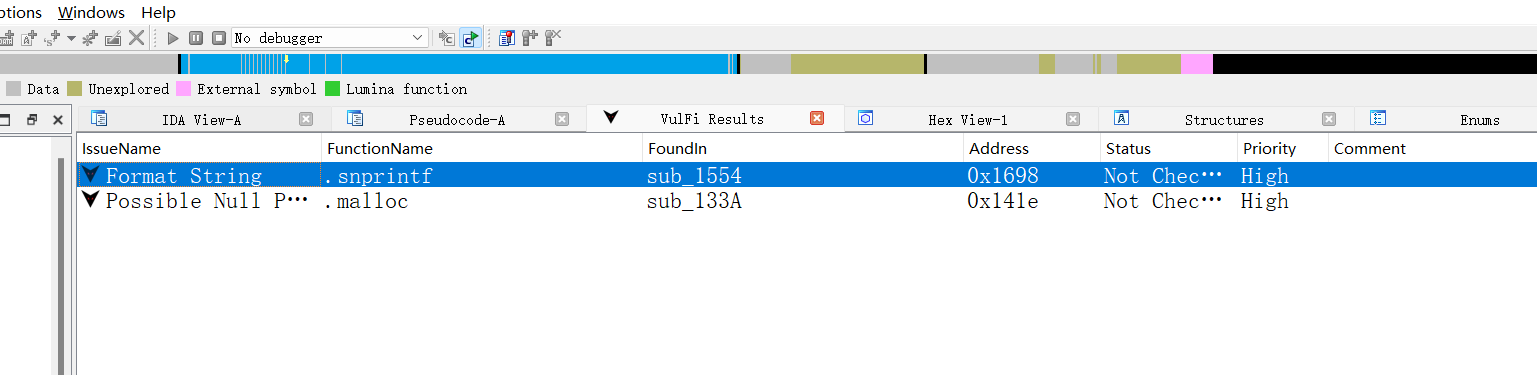 ptions Windows Help
No debugger
Data Unexplored External symbol Lumina function
IDA View-A Pseudocode-A VulFi Results Hex View-1 Structures Enums
IssueName FunctionName FoundIn Address Status Priority Comment
Format String .snprintf sub_1554 0x1698 Not Chec… High
Possible Null P… .malloc sub_133A 0x141e Not Chec… High